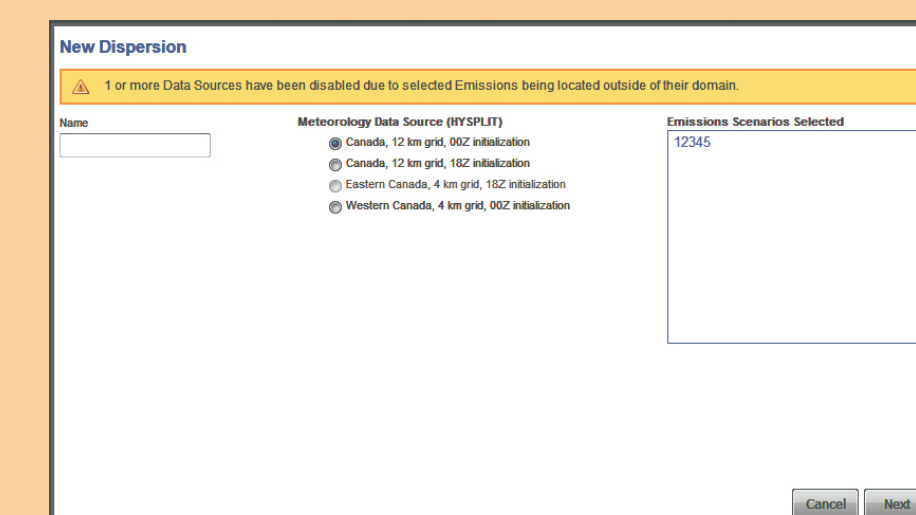 New Dispersion
1 or more Data Sources have been disabled due to selected Emissions being located outside of their domain.
Name
Meteorology Data Source (HYSPLIT)
Canada, 12 km grid, 00Z initialization
Canada, 12 km grid, 18Z initialization
Eastern Canada, 4 km grid, 18Z initialization
Western Canada, 4 km grid, 00Z initialization
Emissions Scenarios Selected
12345
Cancel
Next